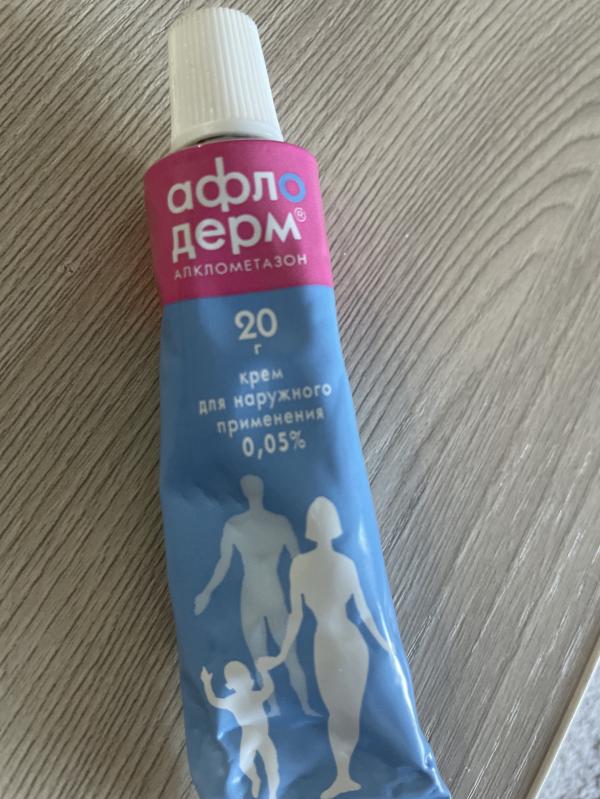 афло
дерм®
АЛКЛОМЕТАЗОН
20
г
крем
для наружного
применения
0,05%